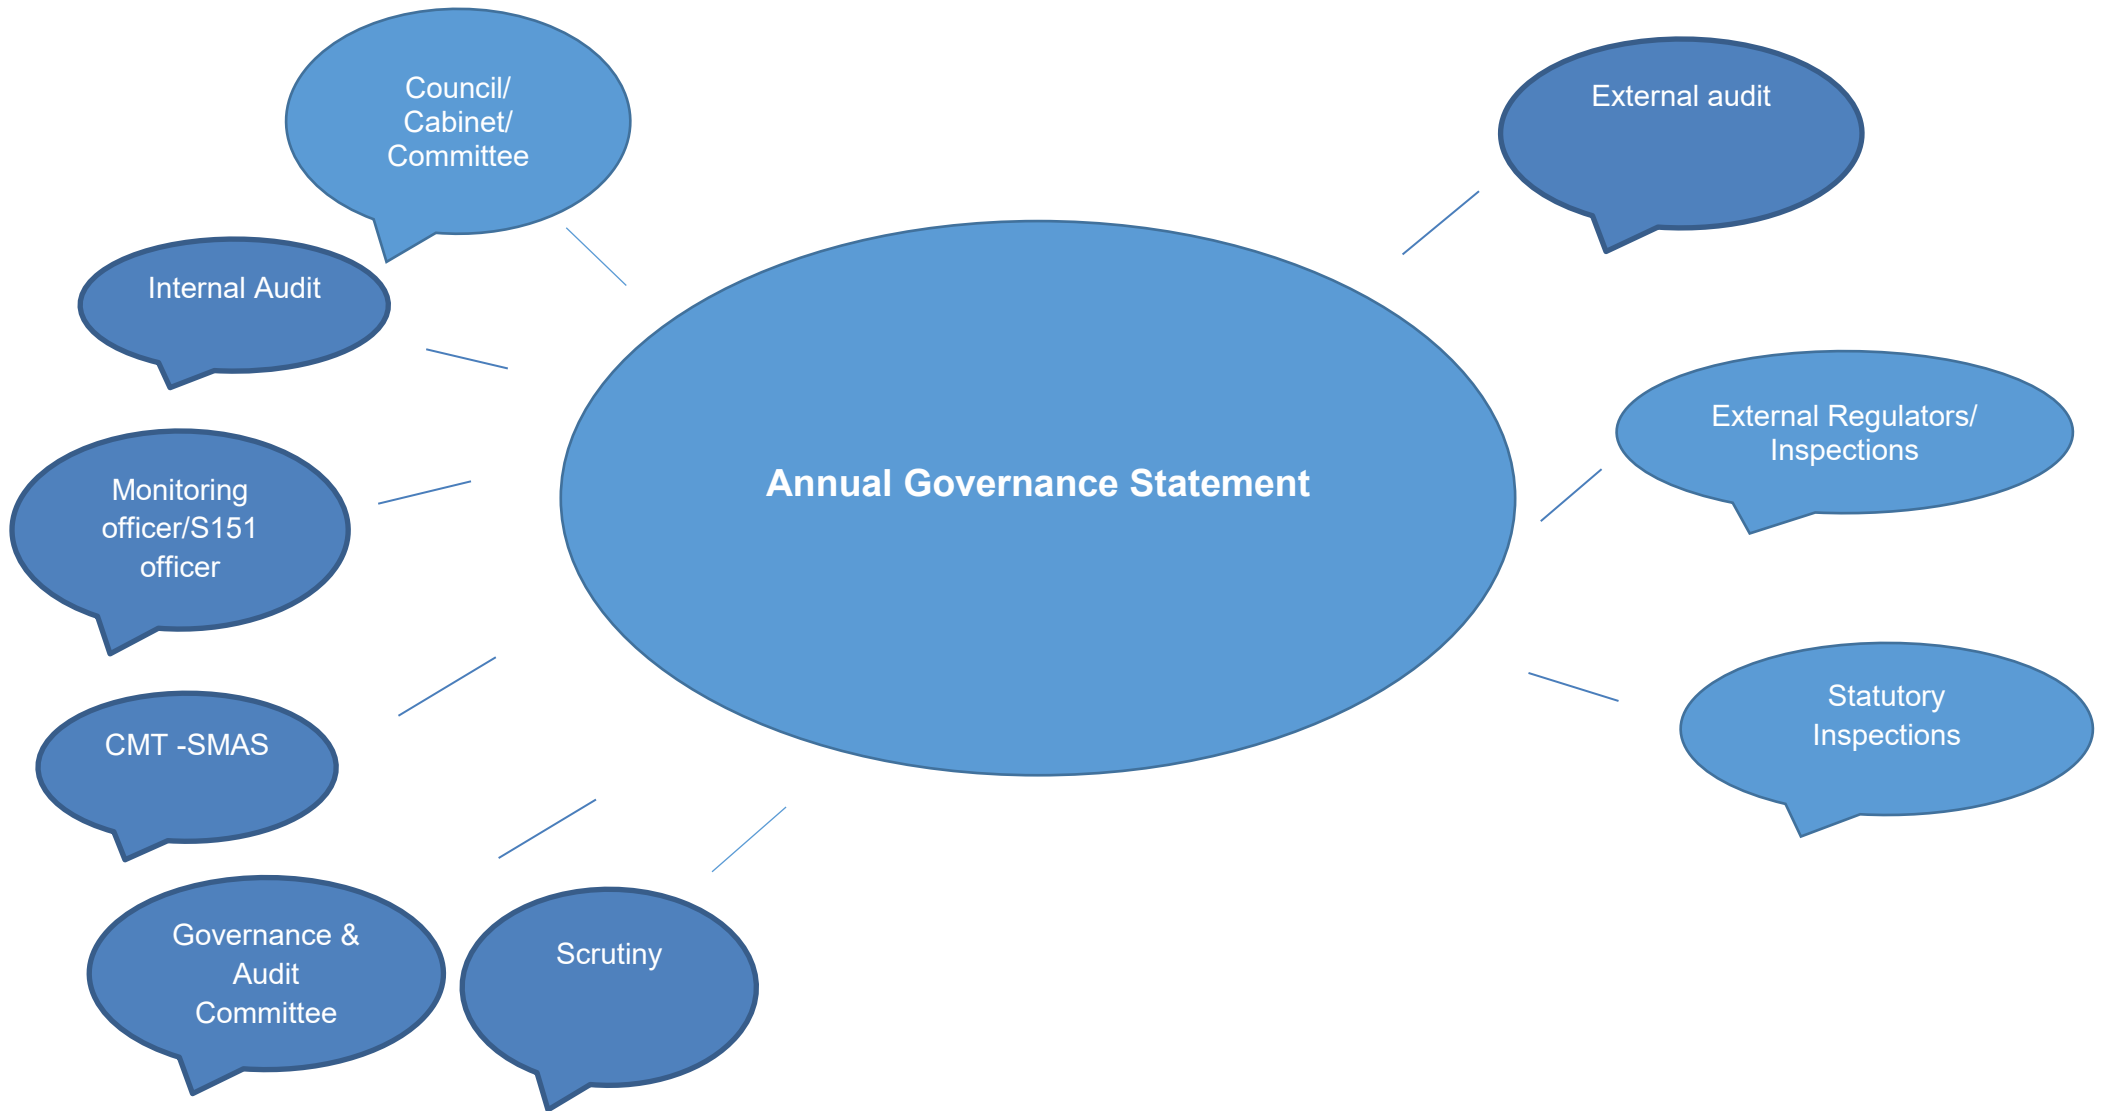 Council/
Cabinet/
Committee
External audit
Internal Audit
External Regulators/
Inspections
Annual Governance Statement
Monitoring
officer/S151
officer
Statutory
Inspections
CMT -SMAS
Governance &
Audit
Committee
Scrutiny